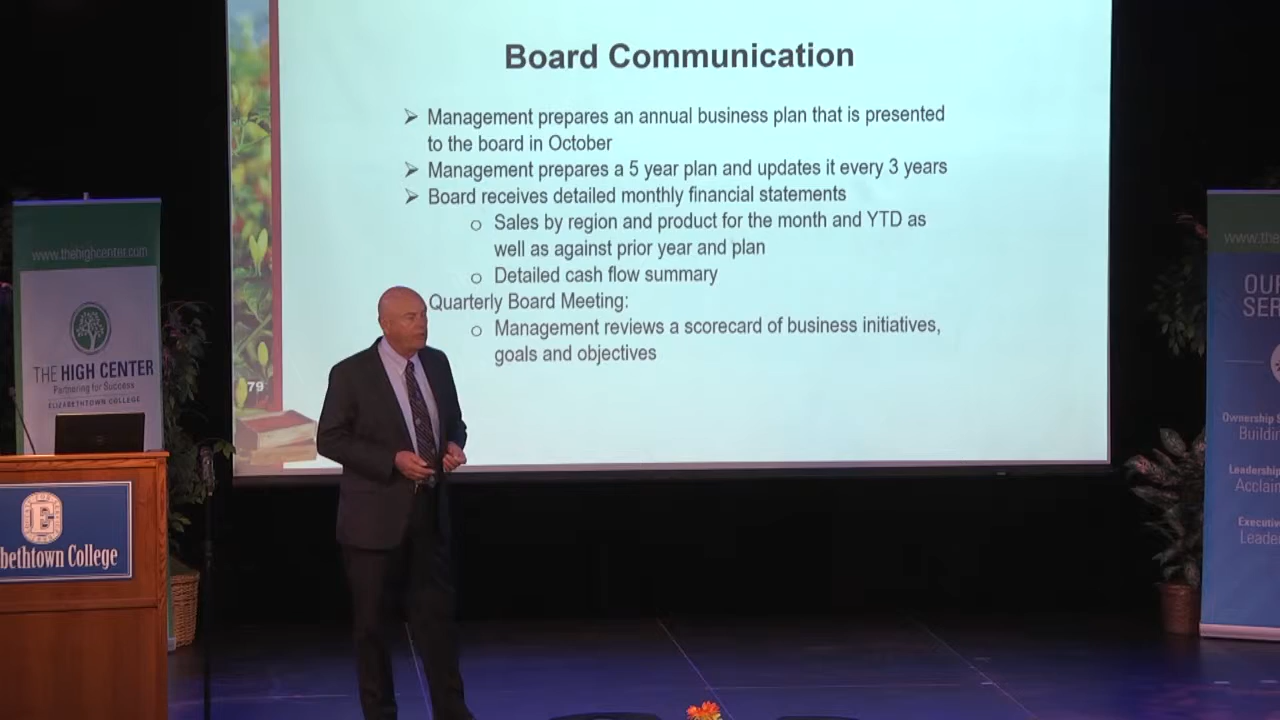 Board Communication
➢ Management prepares an annual business plan that is presented
to the board in October
➢ Management prepares a 5 year plan and updates it every 3 years
➢ Board receives detailed monthly financial statements
o Sales by region and product for the month and YTD as
well as against prior year and plan
o Detailed cash flow summary
Quarterly Board Meeting:
o Management reviews a scorecard of business initiatives,
goals and objectives
79
www.thehighcenter.com
THE HIGH CENTER
Partnering for Success
ELIZABETHTOWN COLLEGE
E
bethtown College
www.the
OU
SER
Ownership S
Buildin
Leadership
Acclai
Executiv
Leade